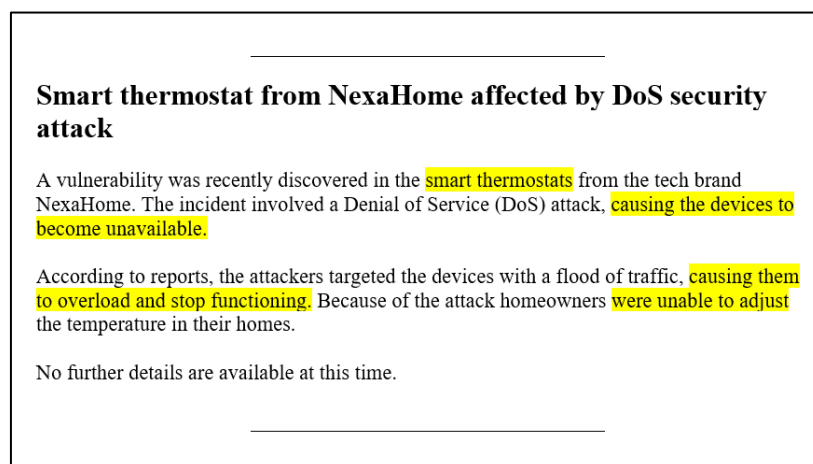 Smart thermostat from NexaHome affected by DoS security
attack
A vulnerability was recently discovered in the smart thermostats from the tech brand
NexaHome. The incident involved a Denial of Service (DoS) attack, causing the devices to
become unavailable.
According to reports, the attackers targeted the devices with a flood of traffic, causing them
to overload and stop functioning. Because of the attack homeowners were unable to adjust
the temperature in their homes.
No further details are available at this time.